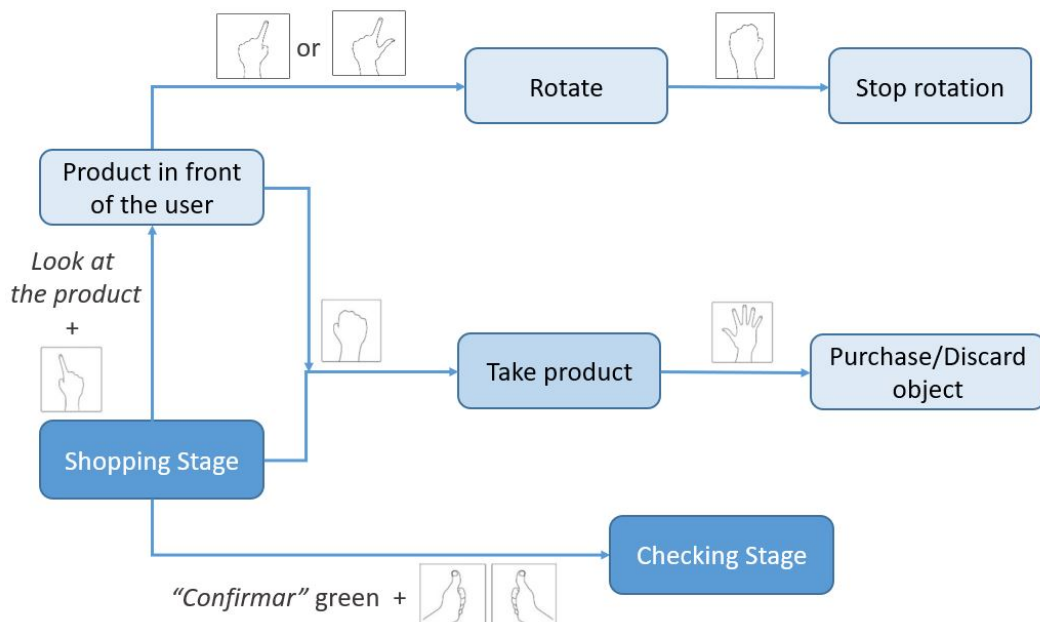 or
Rotate
Stop rotation
Product in front
of the user
Look at
the product
+
Take product
Purchase/Discard
object
Shopping Stage
Checking Stage
“Confirmar” green +